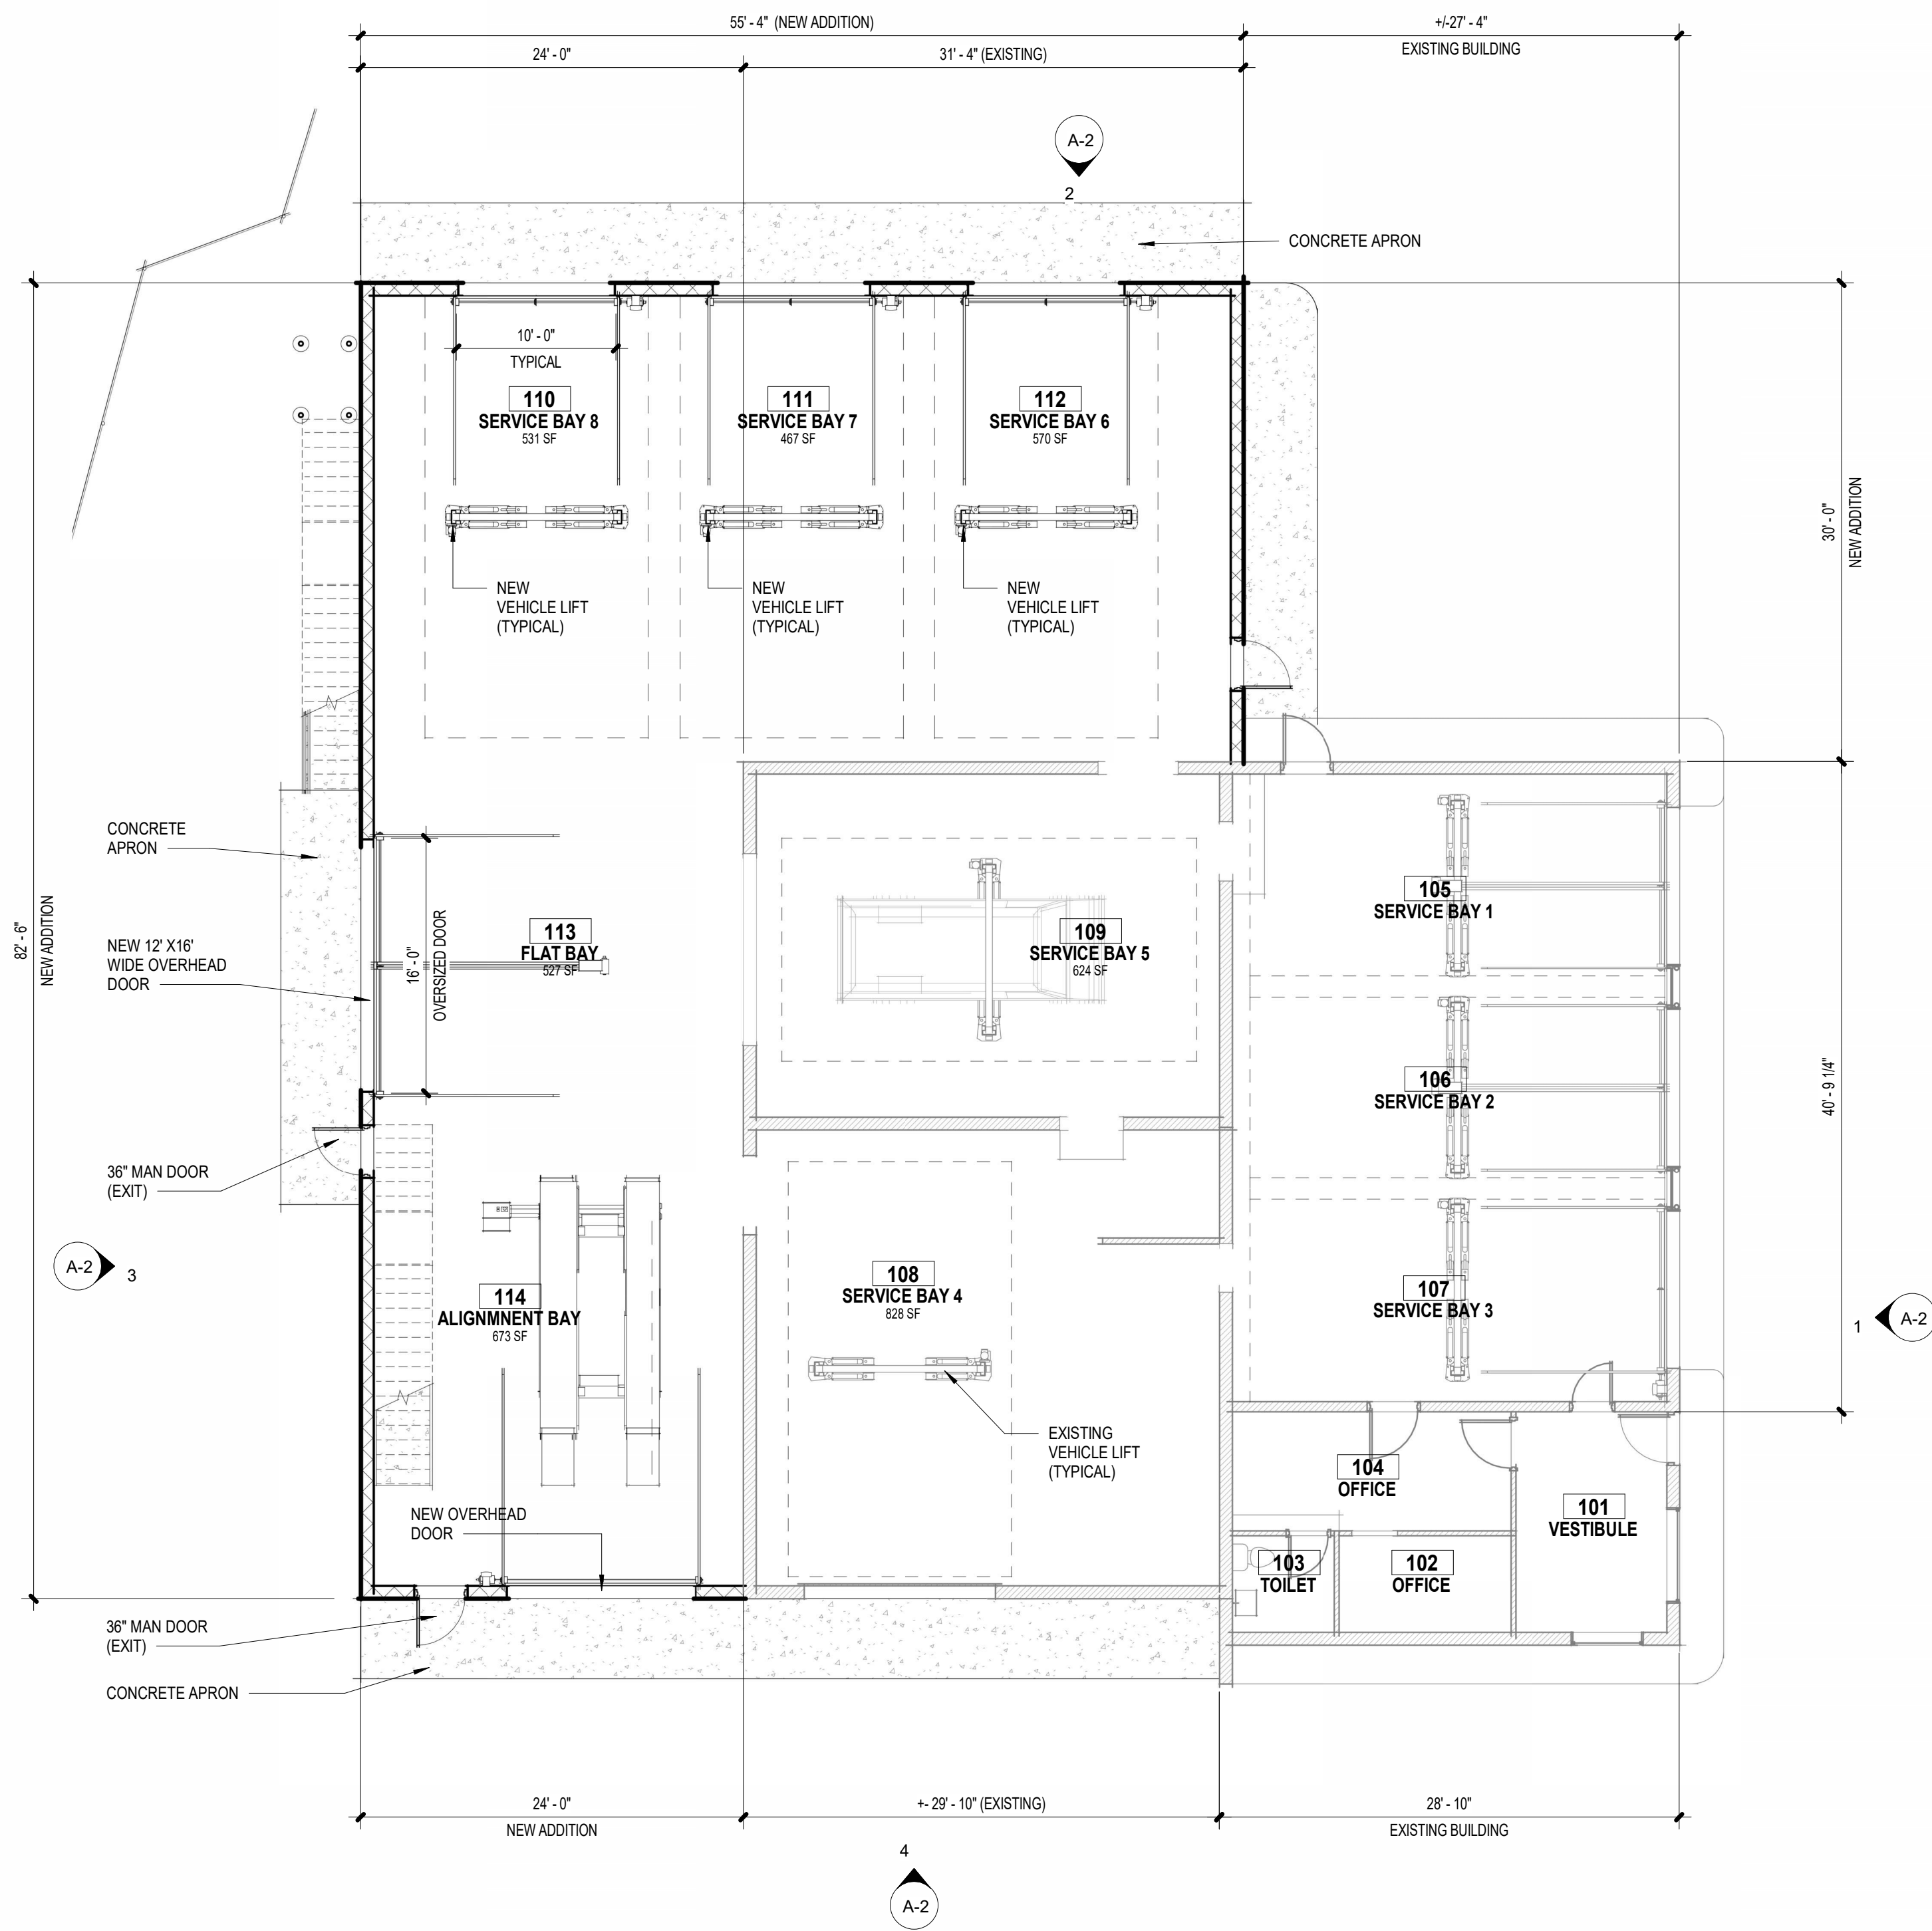 55' - 4" (NEW ADDITION)
+/-27' - 4"
EXISTING BUILDING
24' - 0"
31' - 4" (EXISTING)
A-2
2
CONCRETE APRON
10' - 0"
TYPICAL
110
SERVICE BAY 8
531 SF
111
SERVICE BAY 7
467 SF
112
SERVICE BAY 6
570 SF
30' - 0"
NEW ADDITION
NEW
VEHICLE LIFT
(TYPICAL)
NEW
VEHICLE LIFT
(TYPICAL)
NEW
VEHICLE LIFT
(TYPICAL)
CONCRETE
APRON
82' - 6"
NEW ADDITION
NEW 12' X16'
WIDE OVERHEAD
DOOR
16' - 0"
OVERSIZED DOOR
113
FLAT BAY
527 SF
109
SERVICE BAY 5
624 SF
105
SERVICE BAY 1
106
SERVICE BAY 2
40' - 9 1/4"
36" MAN DOOR
(EXIT)
A-2
3
114
ALIGNMNENT BAY
673 SF
108
SERVICE BAY 4
828 SF
107
SERVICE BAY 3
1
A-2
EXISTING
VEHICLE LIFT
(TYPICAL)
104
OFFICE
101
VESTIBULE
NEW OVERHEAD
DOOR
103
TOILET
102
OFFICE
36" MAN DOOR
(EXIT)
CONCRETE APRON
24' - 0"
NEW ADDITION
+- 29' - 10" (EXISTING)
28' - 10"
EXISTING BUILDING
4
A-2